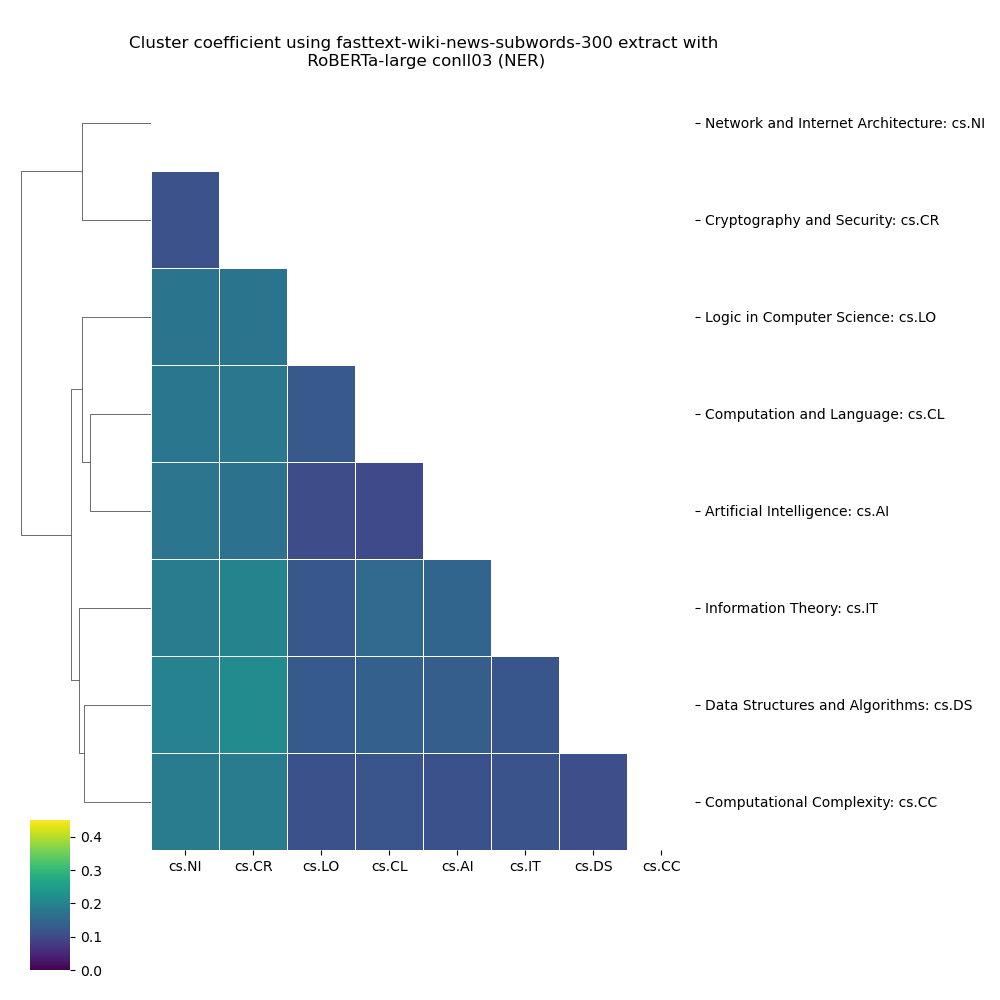 Cluster coefficient using fasttext-wiki-news-subwords-300 extract with
RoBERTa-large conll03 (NER)
Network and Internet Architecture: cs.NI
Cryptography and Security: cs.CR
Logic in Computer Science: cs.LO
Computation and Language: cs.CL
Artificial Intelligence: cs.AI
Information Theory: cs.IT
Data Structures and Algorithms: cs.DS
Computational Complexity: cs.CC
cs.NI cs.CR cs.LO cs.CL cs.AI cs.IT cs.DS cs.CC
0.4
0.3
0.2
0.1
0.0